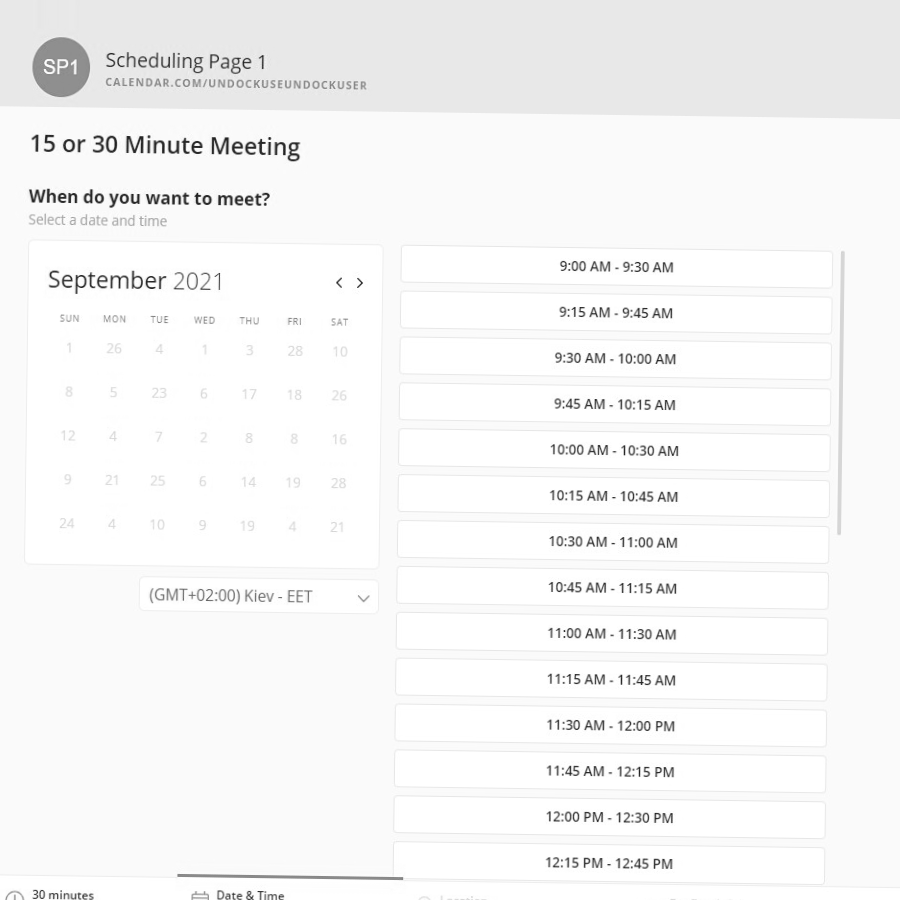 SP1
Scheduling Page 1
CALENDAR.COM/UNDOCKUSEUNDOCKUSER
15 or 30 Minute Meeting
When do you want to meet?
Select a date and time
September 2021
SUN MON TUE WED THU FRI SAT
1 26 4 1 3 28 10
8 5 23 6 17 18 26
12 4 7 2 8 8 16
9 21 25 6 14 19 28
24 4 10 9 19 4 21
(GMT+02:00) Kiev - EET
9:00 AM - 9:30 AM
9:15 AM - 9:45 AM
9:30 AM - 10:00 AM
9:45 AM - 10:15 AM
10:00 AM - 10:30 AM
10:15 AM - 10:45 AM
10:30 AM - 11:00 AM
10:45 AM - 11:15 AM
11:00 AM - 11:30 AM
11:15 AM - 11:45 AM
11:30 AM - 12:00 PM
11:45 AM - 12:15 PM
12:00 PM - 12:30 PM
12:15 PM - 12:45 PM
30 minutes
Date & Time